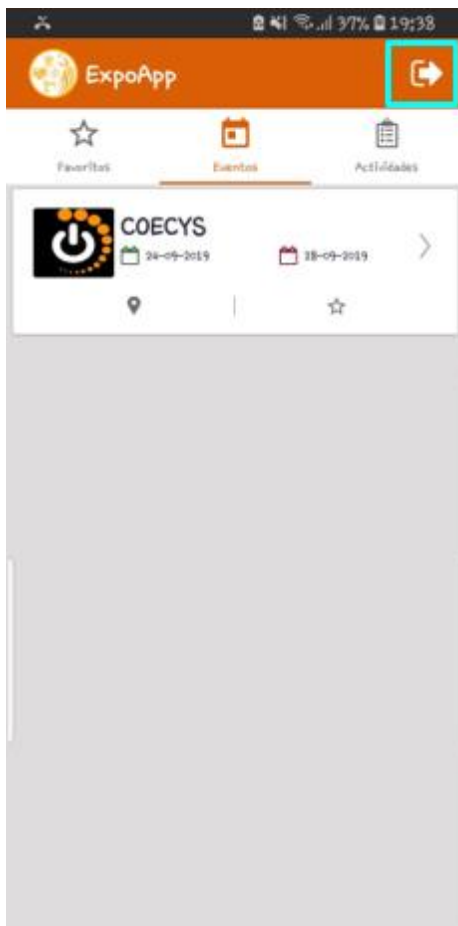 37% 19:38
ExpoApp
Favoritos Eventos Actividades
COECYS
24-09-2019 28-09-2019